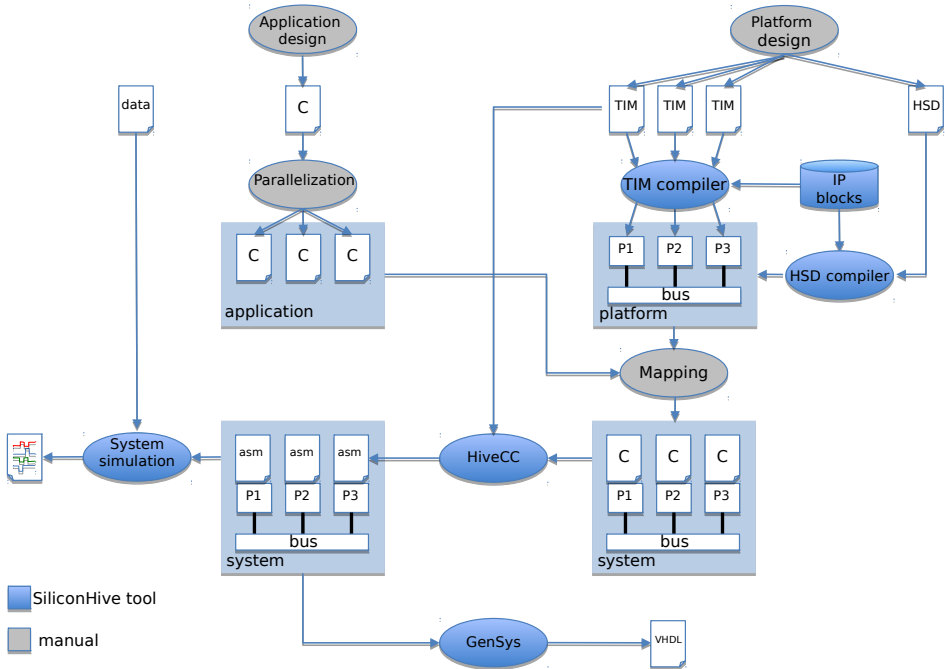 Application
design
Platform
design
data
C
TIM
TIM
TIM
HSD
Parallelization
TIM compiler
IP
blocks
C
C
C
application
P1
P2
P3
bus
platform
HSD compiler
Mapping
System
simulation
asm
asm
asm
P1
P2
P3
bus
system
HiveCC
C
C
C
P1
P2
P3
bus
system
SiliconHive tool
manual
GenSys
VHDL